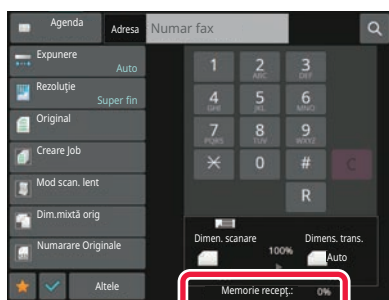 Agenda
Adresa
Numar fax
Expunere
Auto
Rezoluţie
Super fin
Original
Creare Job
Mod scan. lent
Dim.mixtă orig
Numarare Originale
Altele
1
2 ABC
3 DEF
4 GHI
5 JKL
6 MNO
7 PQRS
8 TUV
9 WXYZ
0
#
C
R
Dimen. scanare
100%
Dimens. trans.
Auto
Memorie recepţ.: 0%